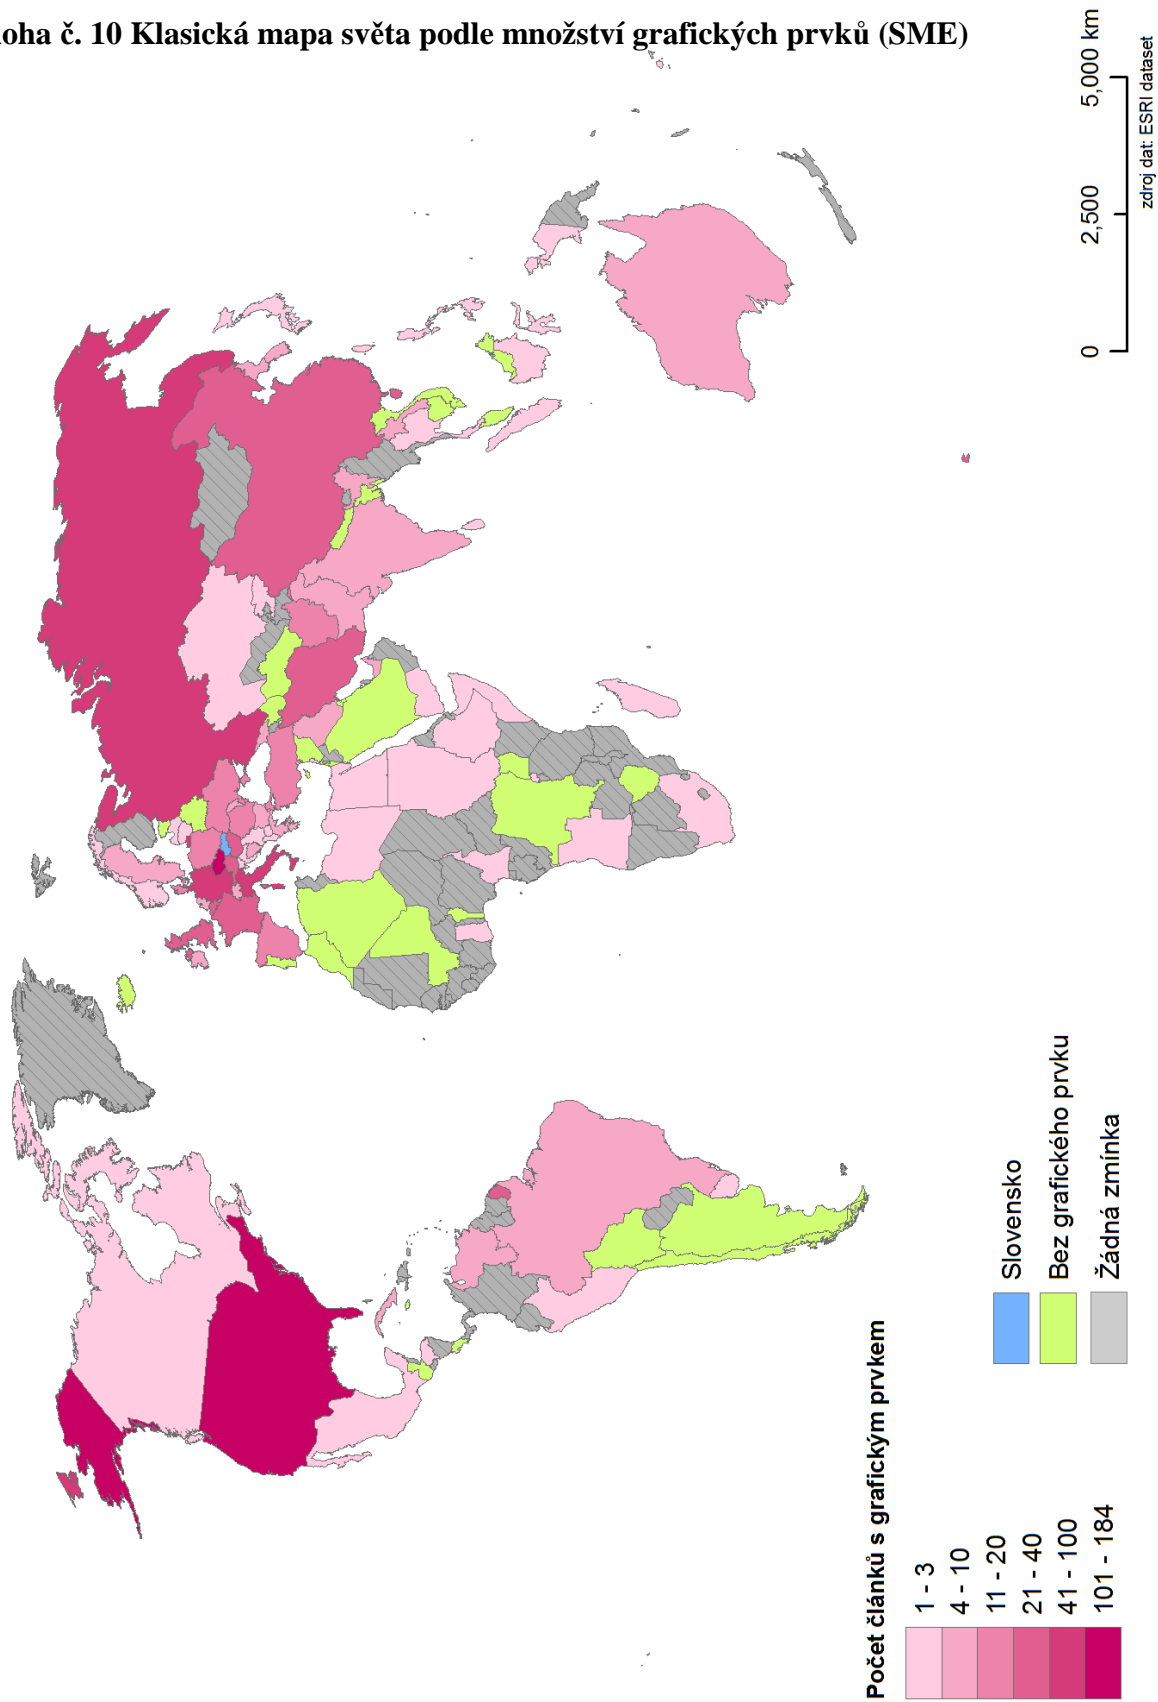 loha č. 10 Klasická mapa světa podle množství grafických prvků (SME)
0 2,500 5,000 km
zdroj dat: ESRI dataset
Počet článků s grafickým prvkem
1 - 3
4 - 10
11 - 20
21 - 40
41 - 100
101 - 184
Slovensko
Bez grafického prvku
Žádná zmínka